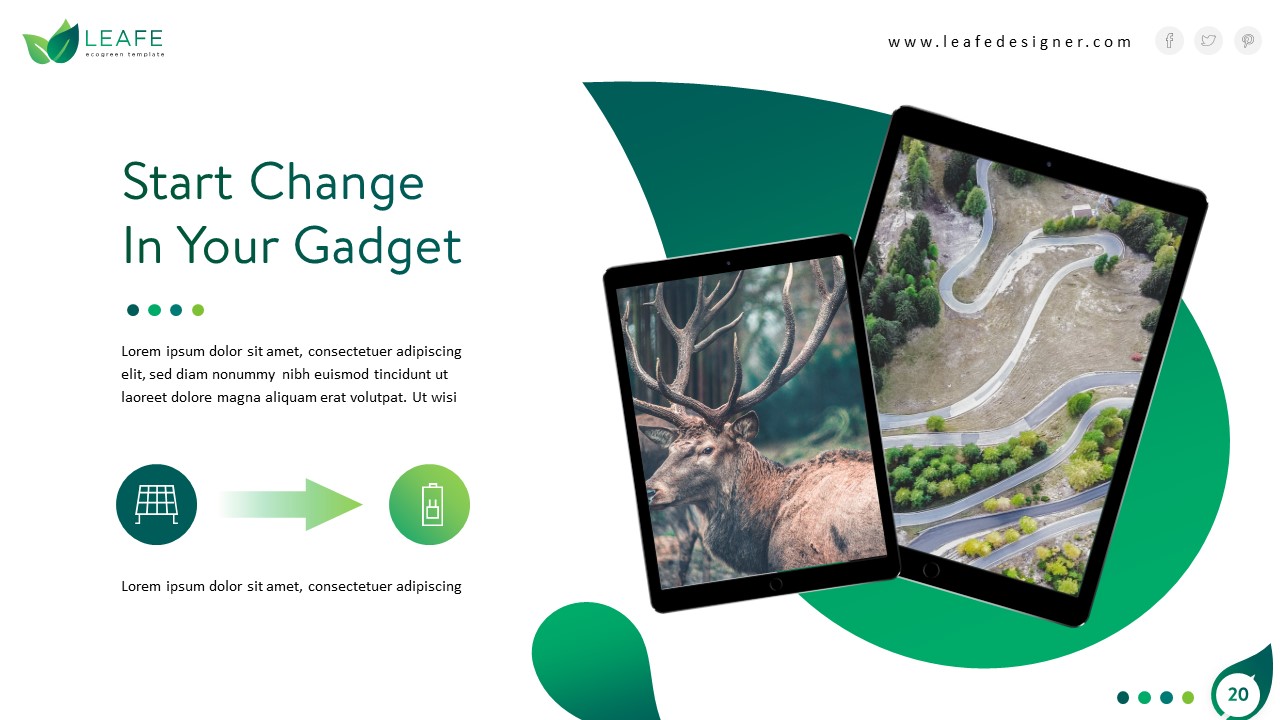 LEAFE
ecogreen template
www.leafedesigner.com
Start Change
In Your Gadget
Lorem ipsum dolor sit amet, consectetuer adipiscing
elit, sed diam nonummy nibh euismod tincidunt ut
laoreet dolore magna aliquam erat volutpat. Ut wisi
Lorem ipsum dolor sit amet, consectetuer adipiscing
20